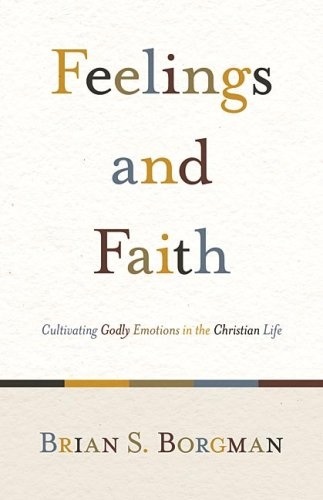 Feelings
and
Faith
Cultivating Godly Emotions in the Christian Life
Brian S. Borgman